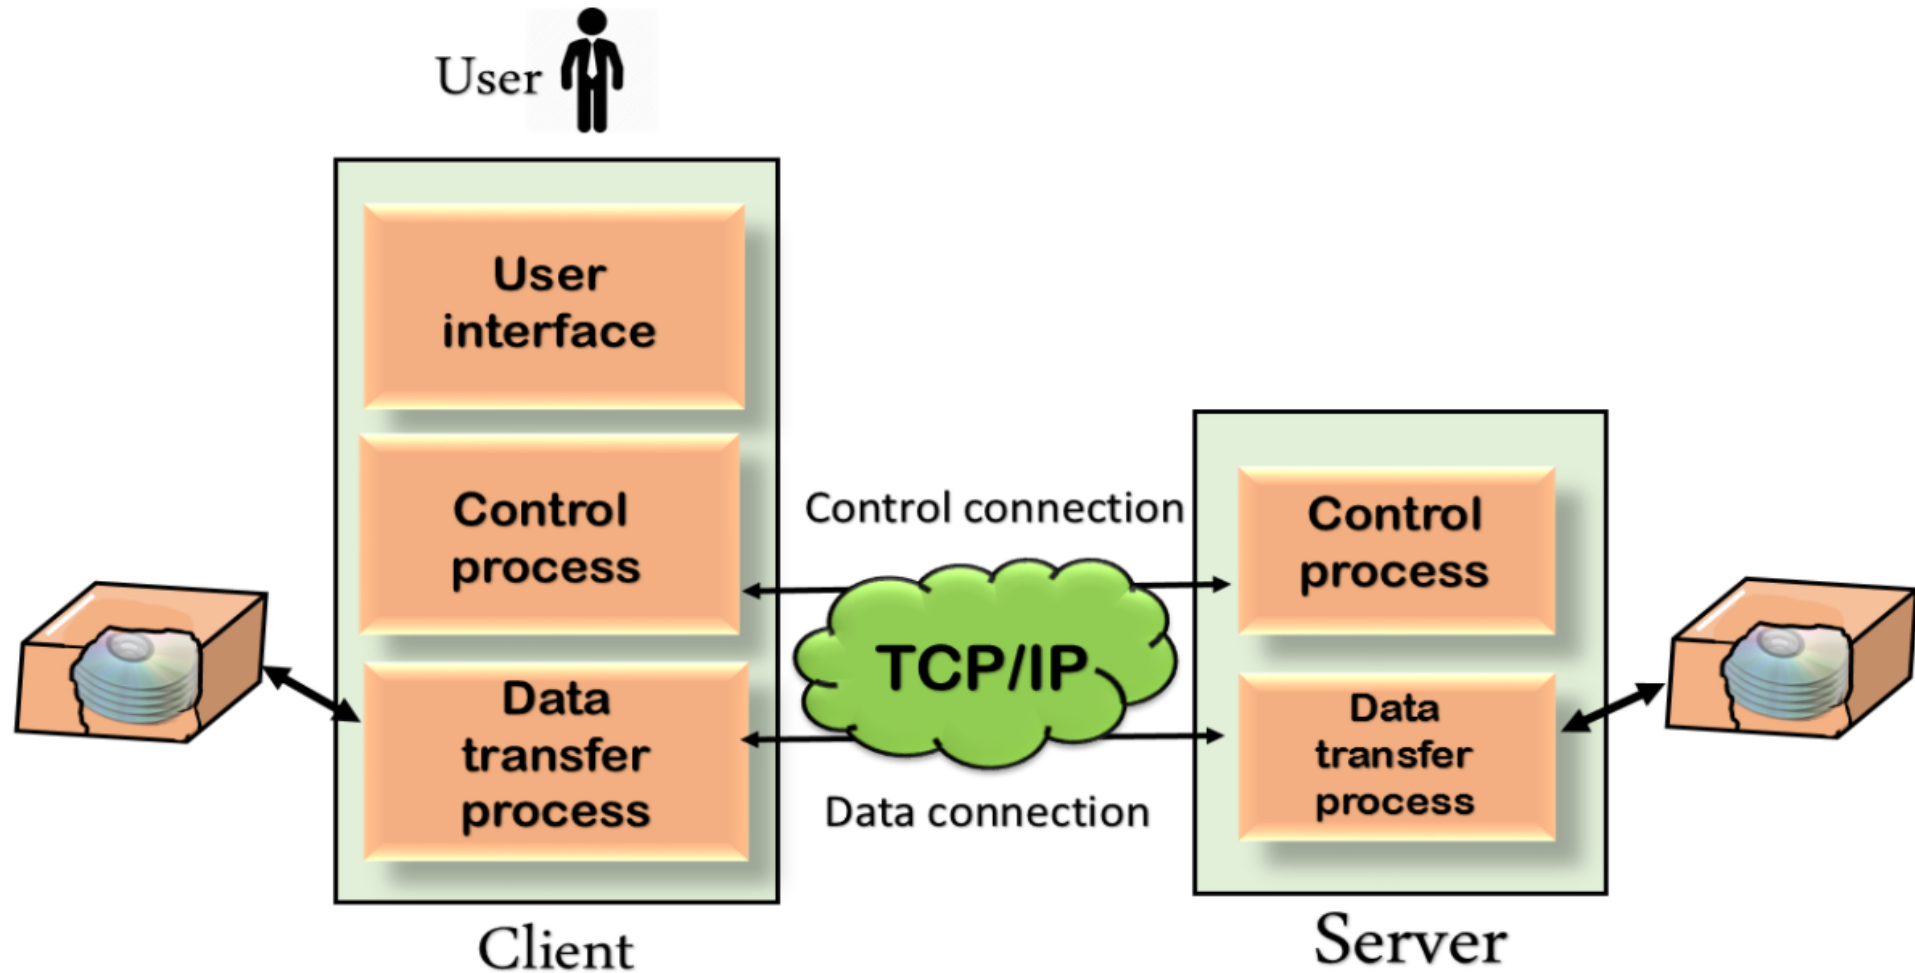 User
User
interface
Control
process
Data
transfer
process
Client
Control connection
TCP/IP
Data connection
Control
process
Data
transfer
process
Server